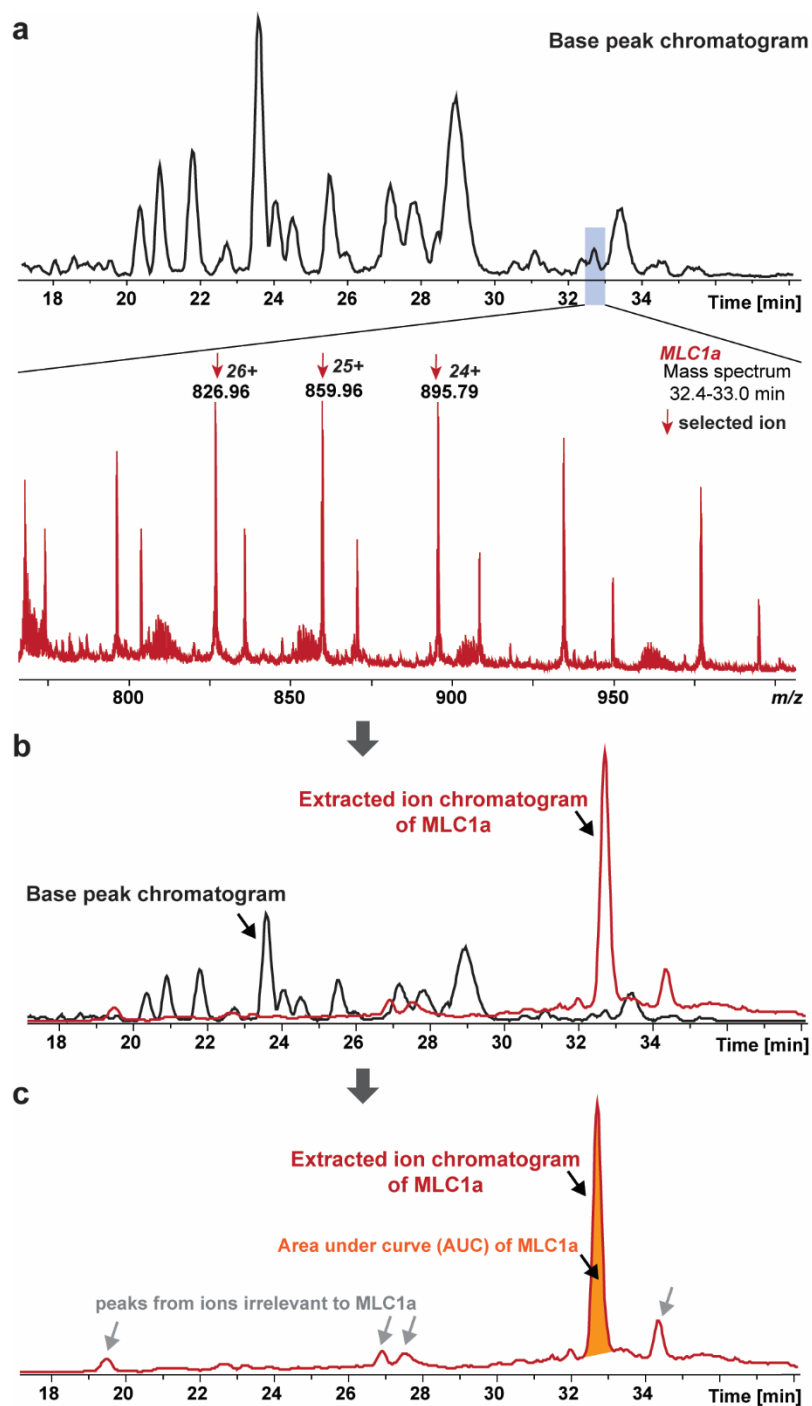 a
Base peak chromatogram
18 20 22 24 26 28 30 32 34 Time [min]
26+ 25+ 24+
826.96 859.96 895.79
MLC1a
Mass spectrum
32.4-33.0 min
selected ion
800 850 900 950 m/z
b
Extracted ion chromatogram
of MLC1a
Base peak chromatogram
18 20 22 24 26 28 30 32 34 Time [min]
c
Extracted ion chromatogram
of MLC1a
Area under curve (AUC) of MLC1a
peaks from ions irrelevant to MLC1a
18 20 22 24 26 28 30 32 34 Time [min]